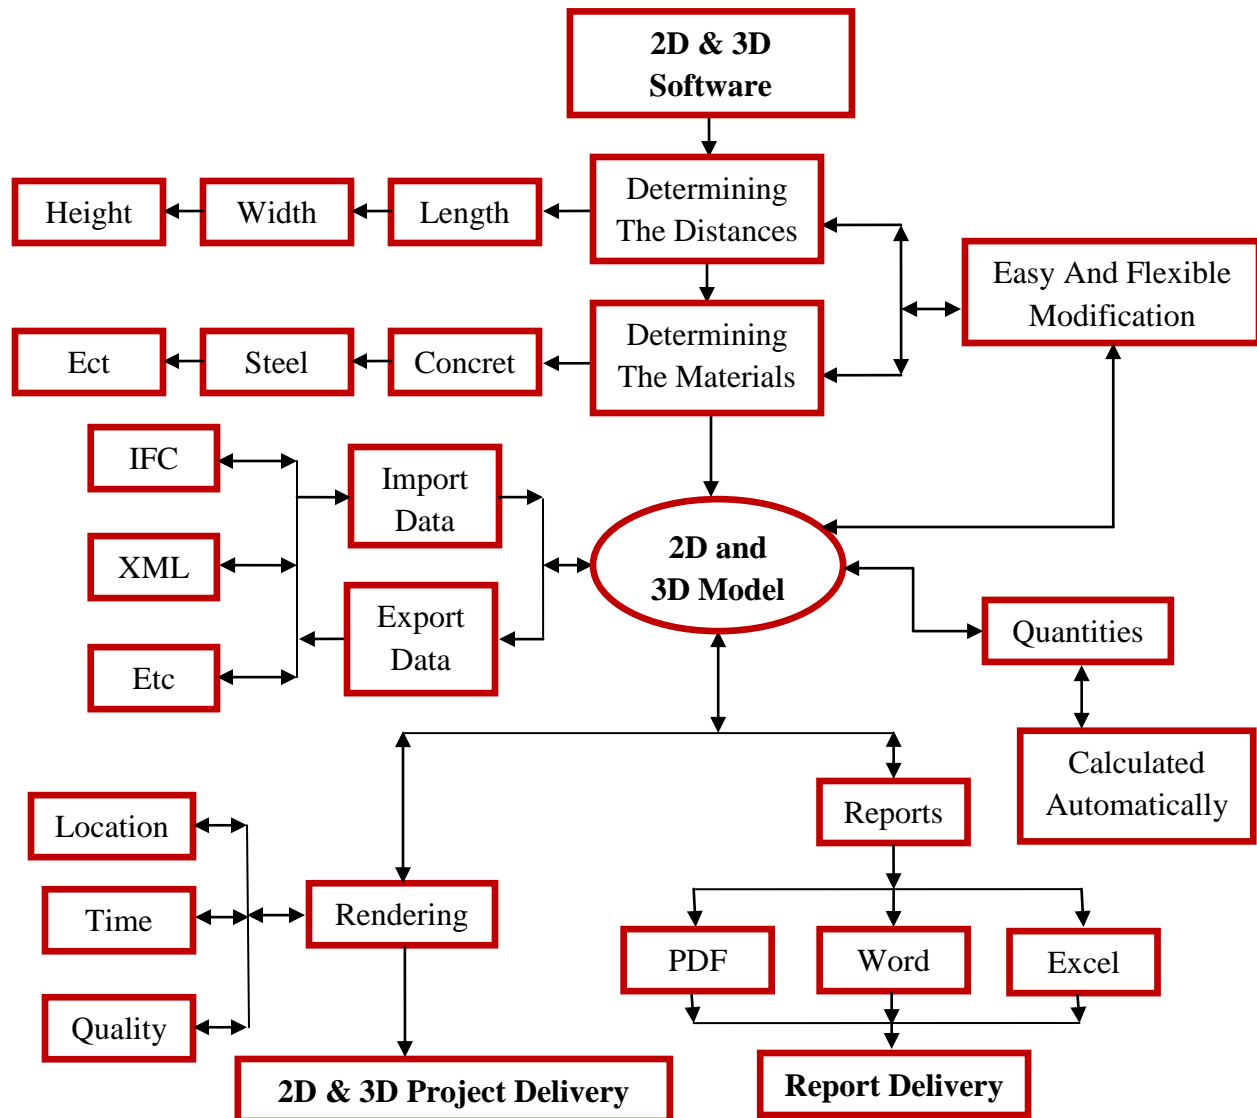 2D & 3D
Software
Determining
The Distances
Length
Width
Height
Easy And Flexible
Modification
Determining
The Materials
Concret
Steel
Ect
IFC
XML
Etc
Import
Data
Export
Data
2D and
3D Model
Quantities
Calculated
Automatically
Reports
Location
Time
Quality
Rendering
PDF
Word
Excel
2D & 3D Project Delivery
Report Delivery